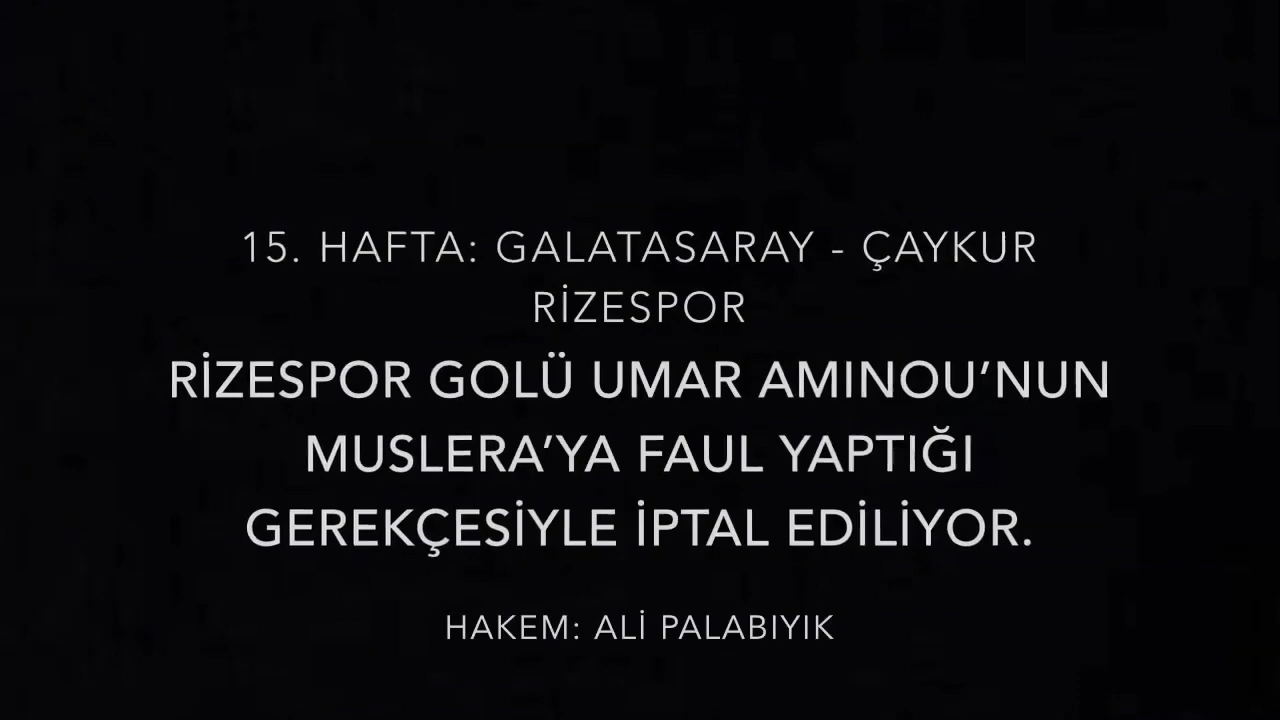 15. HAFTA: GALATASARAY - ÇAYKUR
RİZESPOR
RİZESPOR GOLÜ UMAR AMINOU’NUN
MUSLERA’YA FAUL YAPTIĞI
GEREKÇESİYLE İPTAL EDİLİYOR.
HAKEM: ALİ PALABIYIK